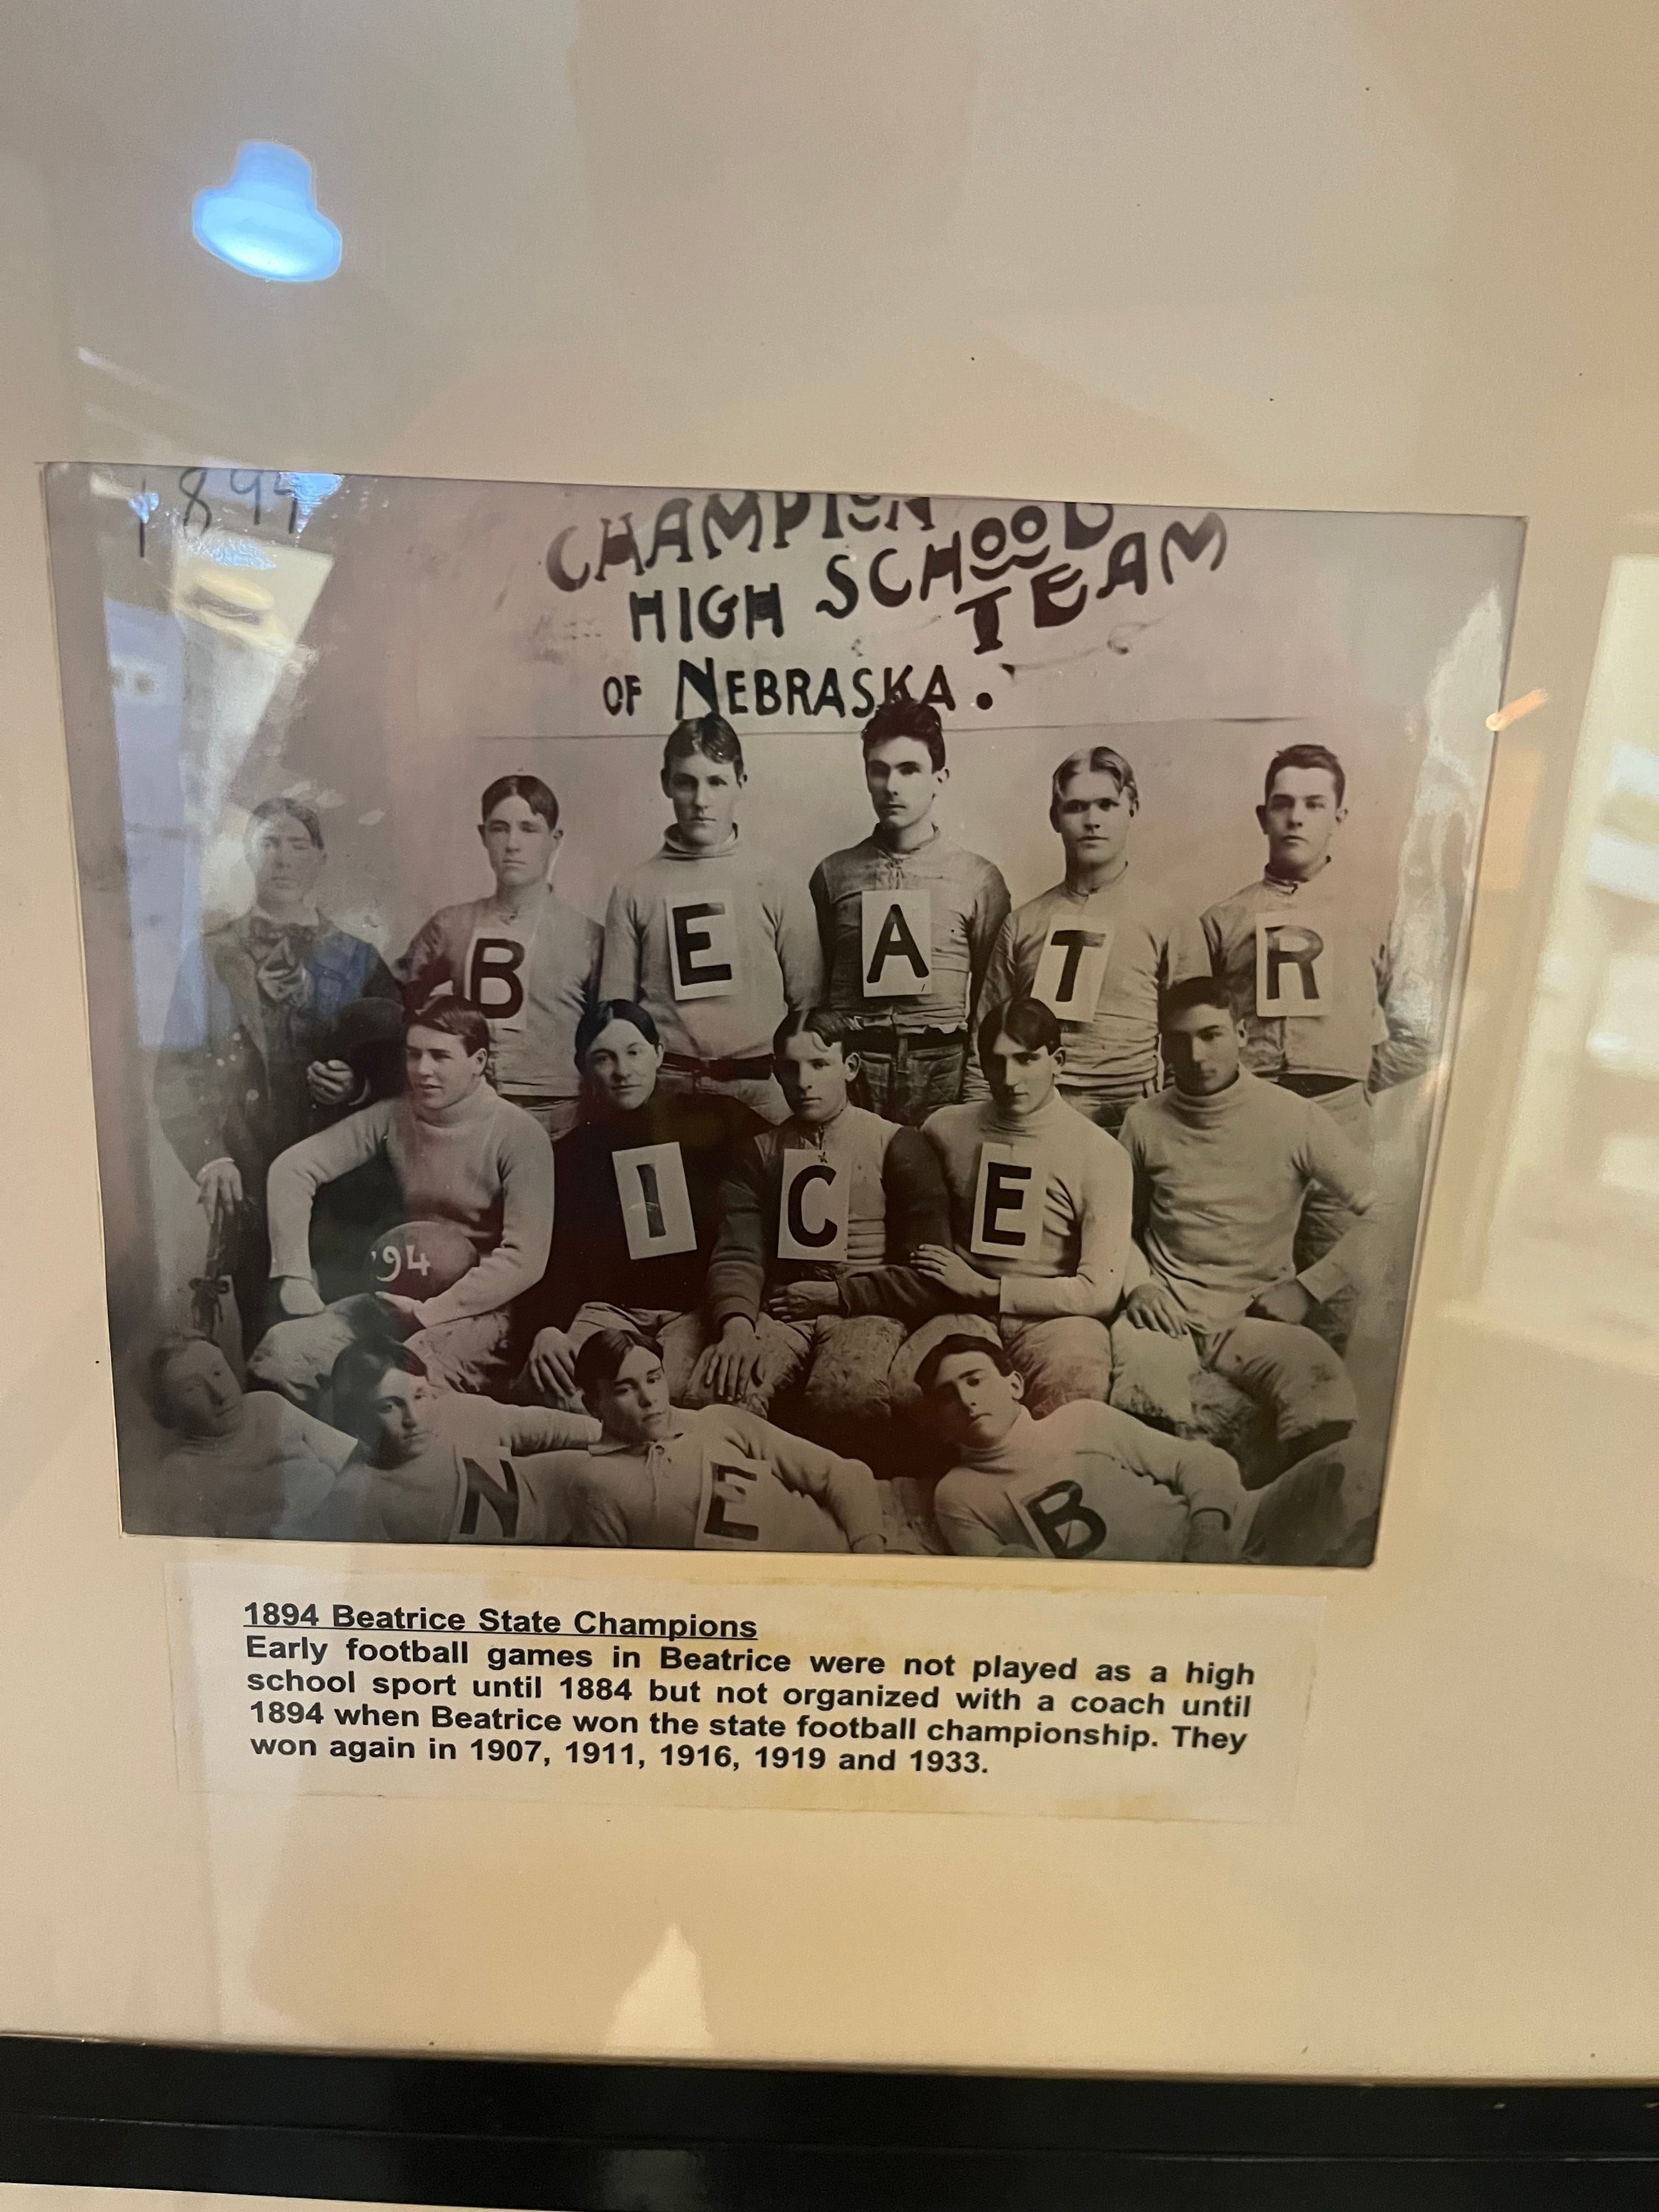 1894
CHAMPION
HIGH SCHOOL
TEAM
OF NEBRASKA.
B E A T R
I C E
'94
N E B
1894 Beatrice State Champions
Early football games in Beatrice were not played as a high
school sport until 1884 but not organized with a coach until
1894 when Beatrice won the state football championship. They
won again in 1907, 1911, 1916, 1919 and 1933.